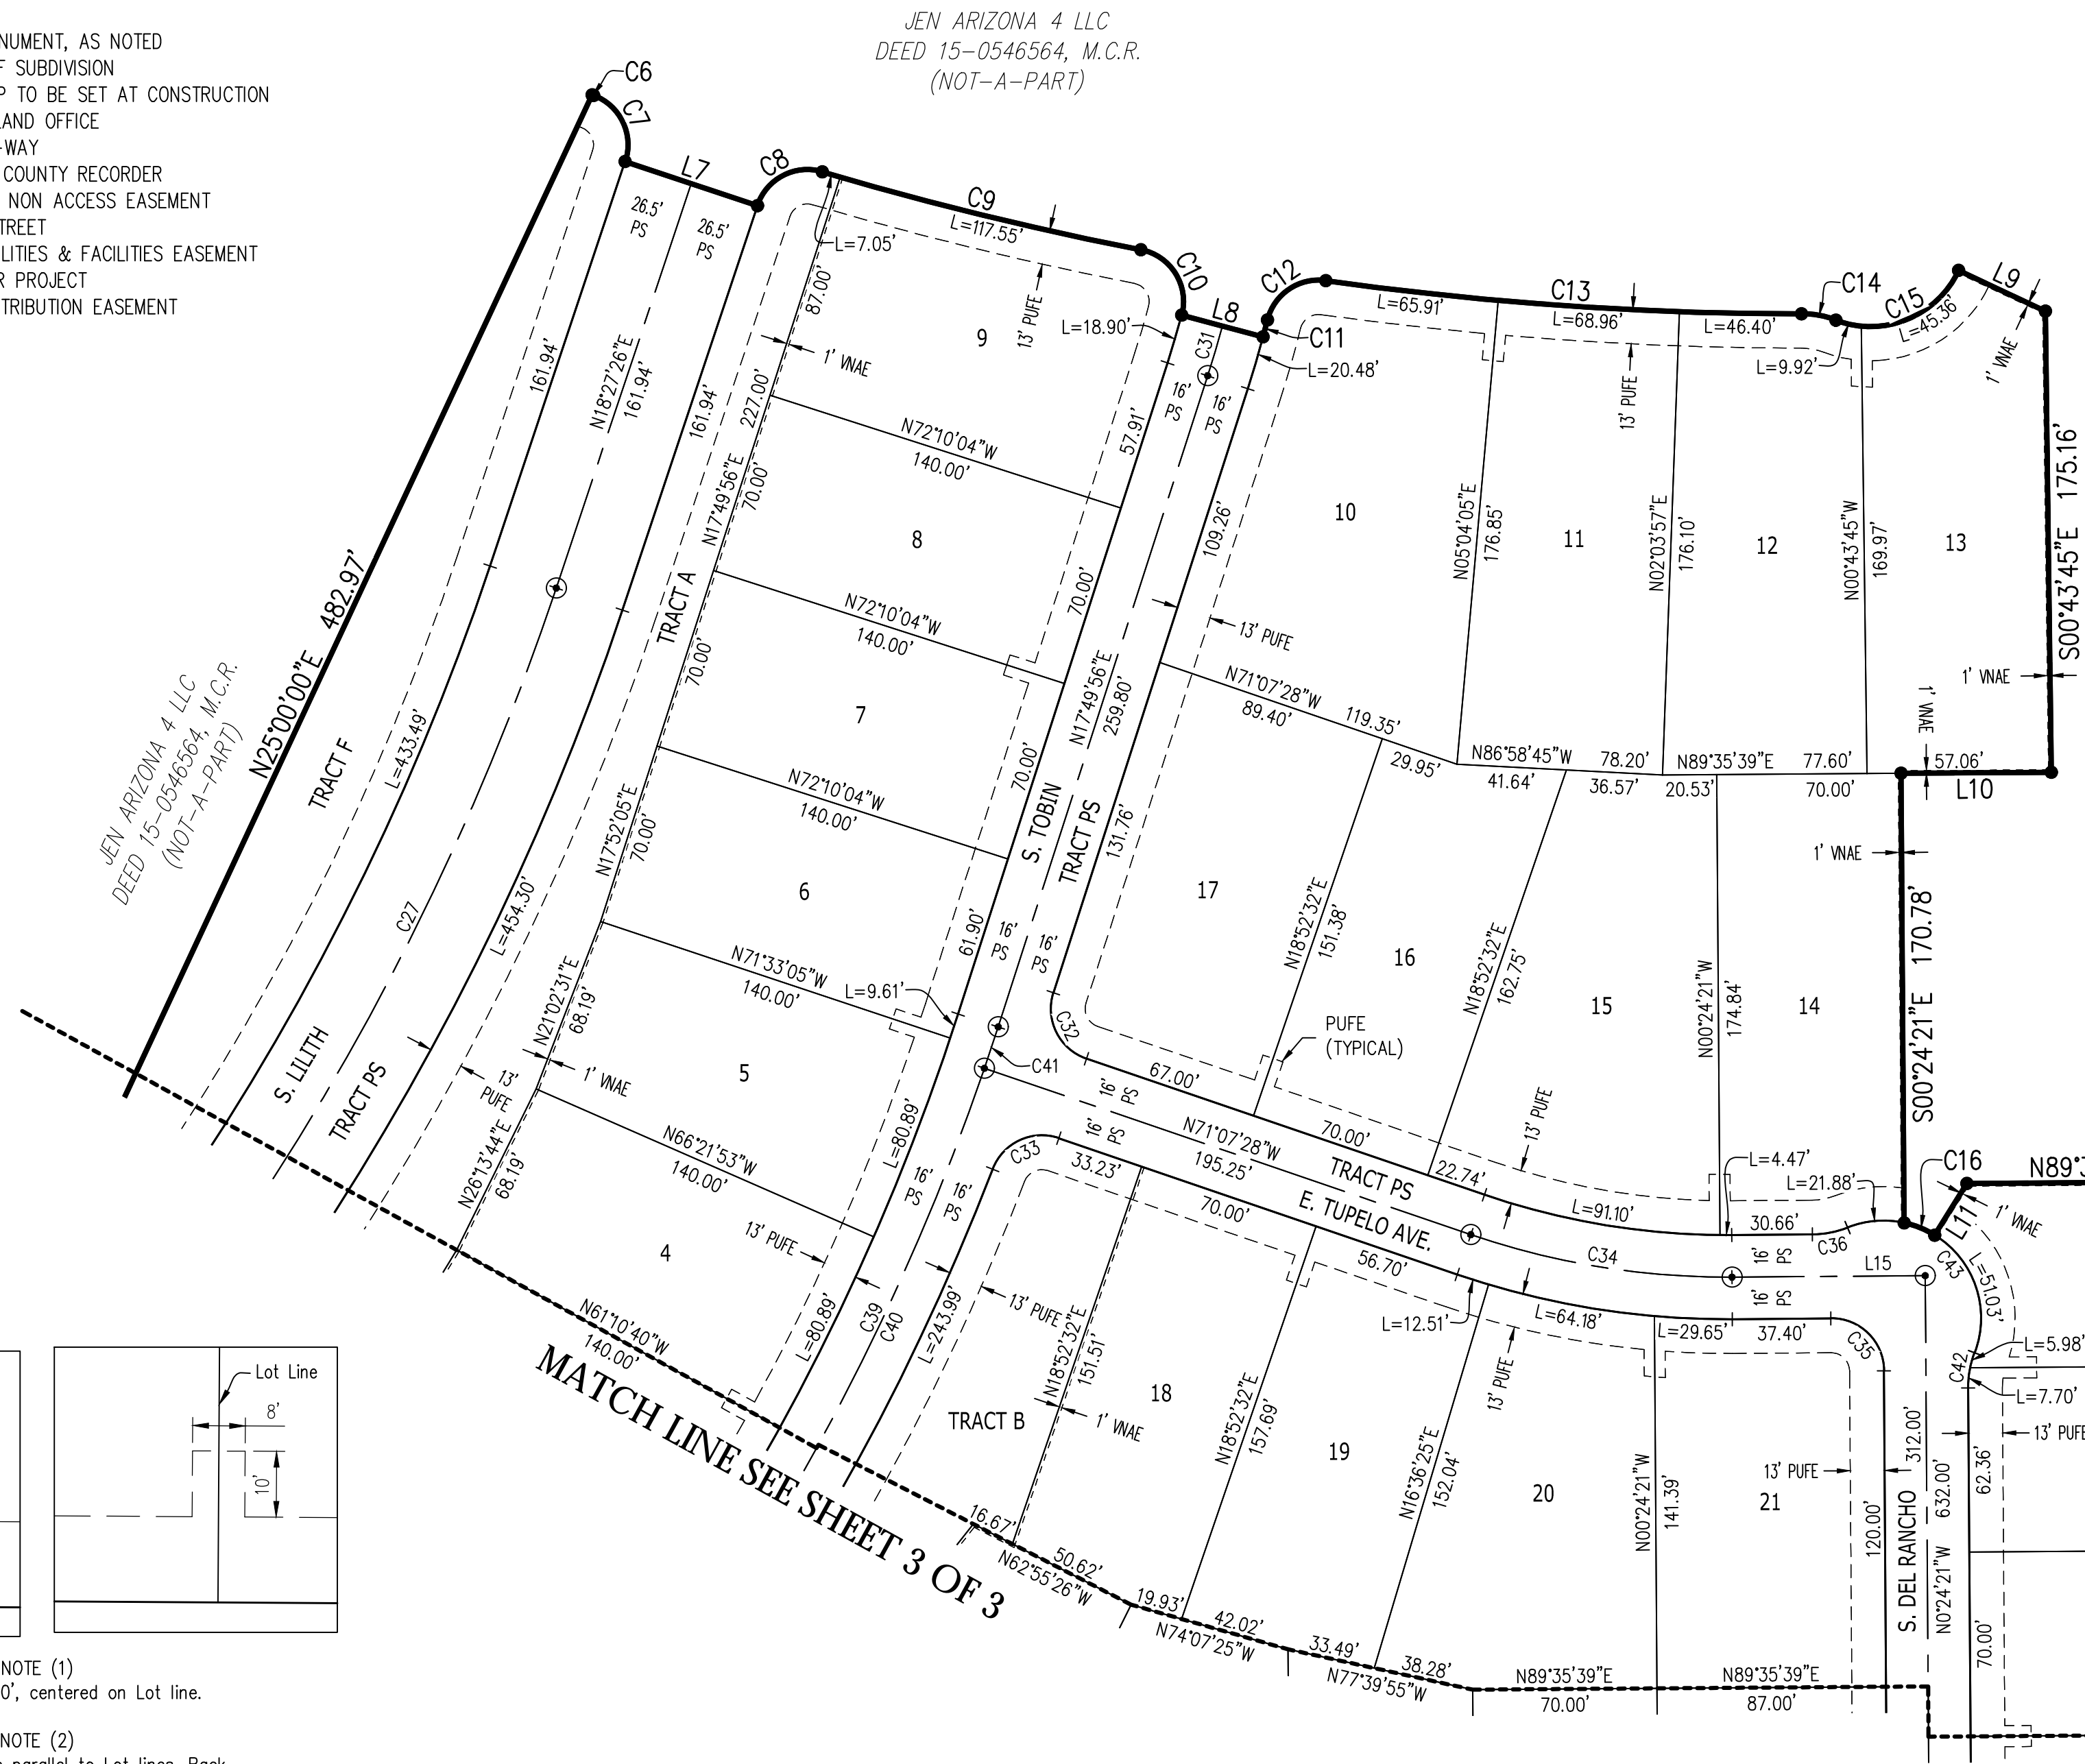 JEN ARIZONA 4 LLC
DEED 15-0546564, M.C.R.
(NOT-A-PART)
NUMENT, AS NOTED
F SUBDIVISION
P TO BE SET AT CONSTRUCTION
LAND OFFICE
-WAY
COUNTY RECORDER
NON ACCESS EASEMENT
TREET
ILITIES & FACILITIES EASEMENT
R PROJECT
TRIBUTION EASEMENT
C6
C7
L7
C8
C9
L=117.55'
L=7.05'
C10
L8
C12
C11
C31
L=18.90'
L=20.48'
C13
L=65.91'
L=68.96'
L=46.40'
C14
C15
L=45.36'
L=9.92'
L9
1' VNAE
26.5'
PS
26.5'
PS
161.94'
N18°27'26"E
161.94'
161.94'
87.00'
1' VNAE
227.00'
N17°49'56"E
70.00'
9
13' PUFE
N72°10'04"W
140.00'
57.91'
16'
PS
16'
PS
109.26'
13' PUFE
10
N05°04'05"E
176.85'
11
13' PUFE
N02°03'57"E
176.10'
12
N00°43'45"W
169.97'
13
S00°43'45"E 175.16'
1' VNAE
8
N72°10'04"W
140.00'
70.00'
TRACT A
70.00'
7
N72°10'04"W
140.00'
70.00'
N17°49'56"E
259.80'
S. TOBIN
TRACT PS
131.76'
N71°07'28"W
119.35'
89.40'
29.95'
N86°58'45"W
78.20'
41.64'
36.57'
N89°35'39"E
77.60'
20.53'
70.00'
1' VNAE
57.06'
L10
1' VNAE
S00°24'21"E 170.78'
N25°00'00"E 482.97'
JEN ARIZONA 4 LLC
DEED 15-0546564, M.C.R.
(NOT-A-PART)
TRACT F
L=433.49'
C27
L=454.30'
S. LILITH
TRACT PS
13'
PUFE
N17°52'05"E
70.00'
6
N71°33'05"W
140.00'
61.90'
L=9.61'
16'
PS
16'
PS
C32
C41
17
N18°52'32"E
151.38'
16
N18°52'32"E
162.75'
15
N00°24'21"W
174.84'
14
PUFE
(TYPICAL)
13' PUFE
67.00'
70.00'
22.74'
16'
PS
N71°07'28"W
195.25'
TRACT PS
E. TUPELO AVE.
L=91.10'
L=4.47'
30.66'
L=21.88'
C36
C34
16'
PS
16'
PS
L15
C16
L11
1' VNAE
N89°3
C43
L=51.03'
L=5.98'
C42
L=7.70'
N21°02'31"E
68.19'
1' VNAE
5
N66°21'53"W
140.00'
L=80.89'
16'
PS
16'
PS
C33
33.23'
16'
PS
70.00'
56.70'
L=12.51'
L=64.18'
L=29.65'
37.40'
C35
N26°13'44"E
68.19'
4
13' PUFE
N61°10'40"W
140.00'
L=80.89'
C39
C40
L=243.99'
13' PUFE
TRACT B
N18°52'32"E
151.51'
1' VNAE
18
N18°52'32"E
157.69'
19
13' PUFE
N16°36'25"E
152.04'
20
N00°24'21"W
141.39'
21
13' PUFE
120.00'
S. DEL RANCHO
312.00'
N0°24'21"W 632.00'
62.36'
13' PUFE
70.00'
MATCH LINE SEE SHEET 3 OF 3
16.67'
50.62'
N62°55'26"W
19.93'
42.02'
N74°07'25"W
33.49'
38.28'
N77°39'55"W
N89°35'39"E
70.00'
N89°35'39"E
87.00'
Lot Line
8'
10'
NOTE (1)
0', centered on Lot line.
NOTE (2)
parallel to Lot lines. Back